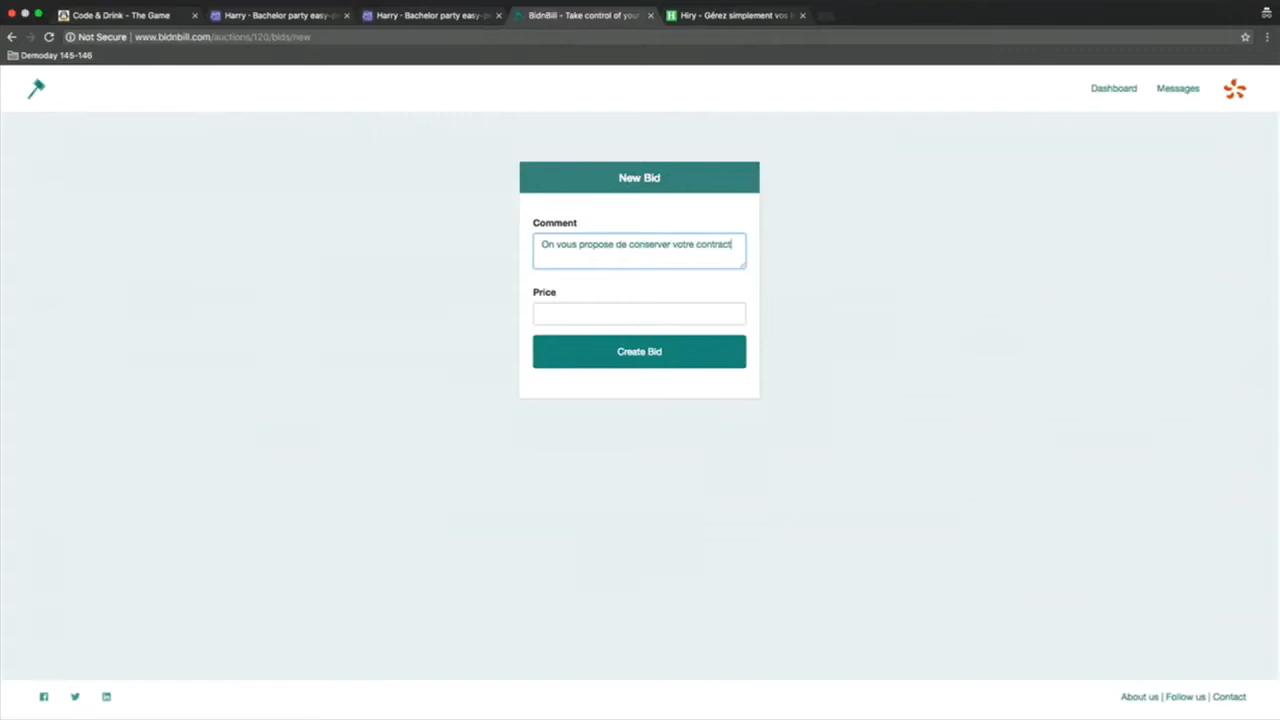 Code & Drink - The Game
Harry - Bachelor party easy-p
Harry - Bachelor party easy-p
BidnBill - Take control of your
Hiry - Gérez simplement vos
Not Secure | www.bidnbill.com/auctions/120/bids/new
Demoday 145-146
Dashboard
Messages
New Bid
Comment
On vous propose de conserver votre contract
Price
Create Bid
About us | Follow us | Contact